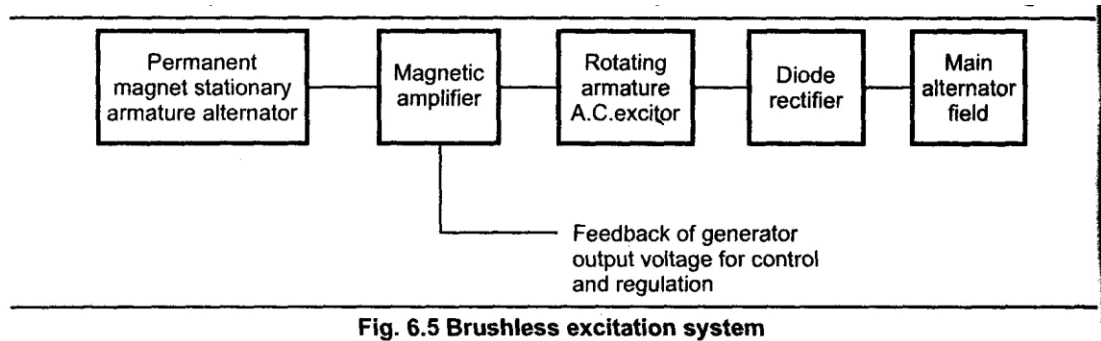 Permanent
magnet stationary
armature alternator
Magnetic
amplifier
Rotating
armature
A.C.excitor
Diode
rectifier
Main
alternator
field
Feedback of generator
output voltage for control
and regulation
Fig. 6.5 Brushless excitation system